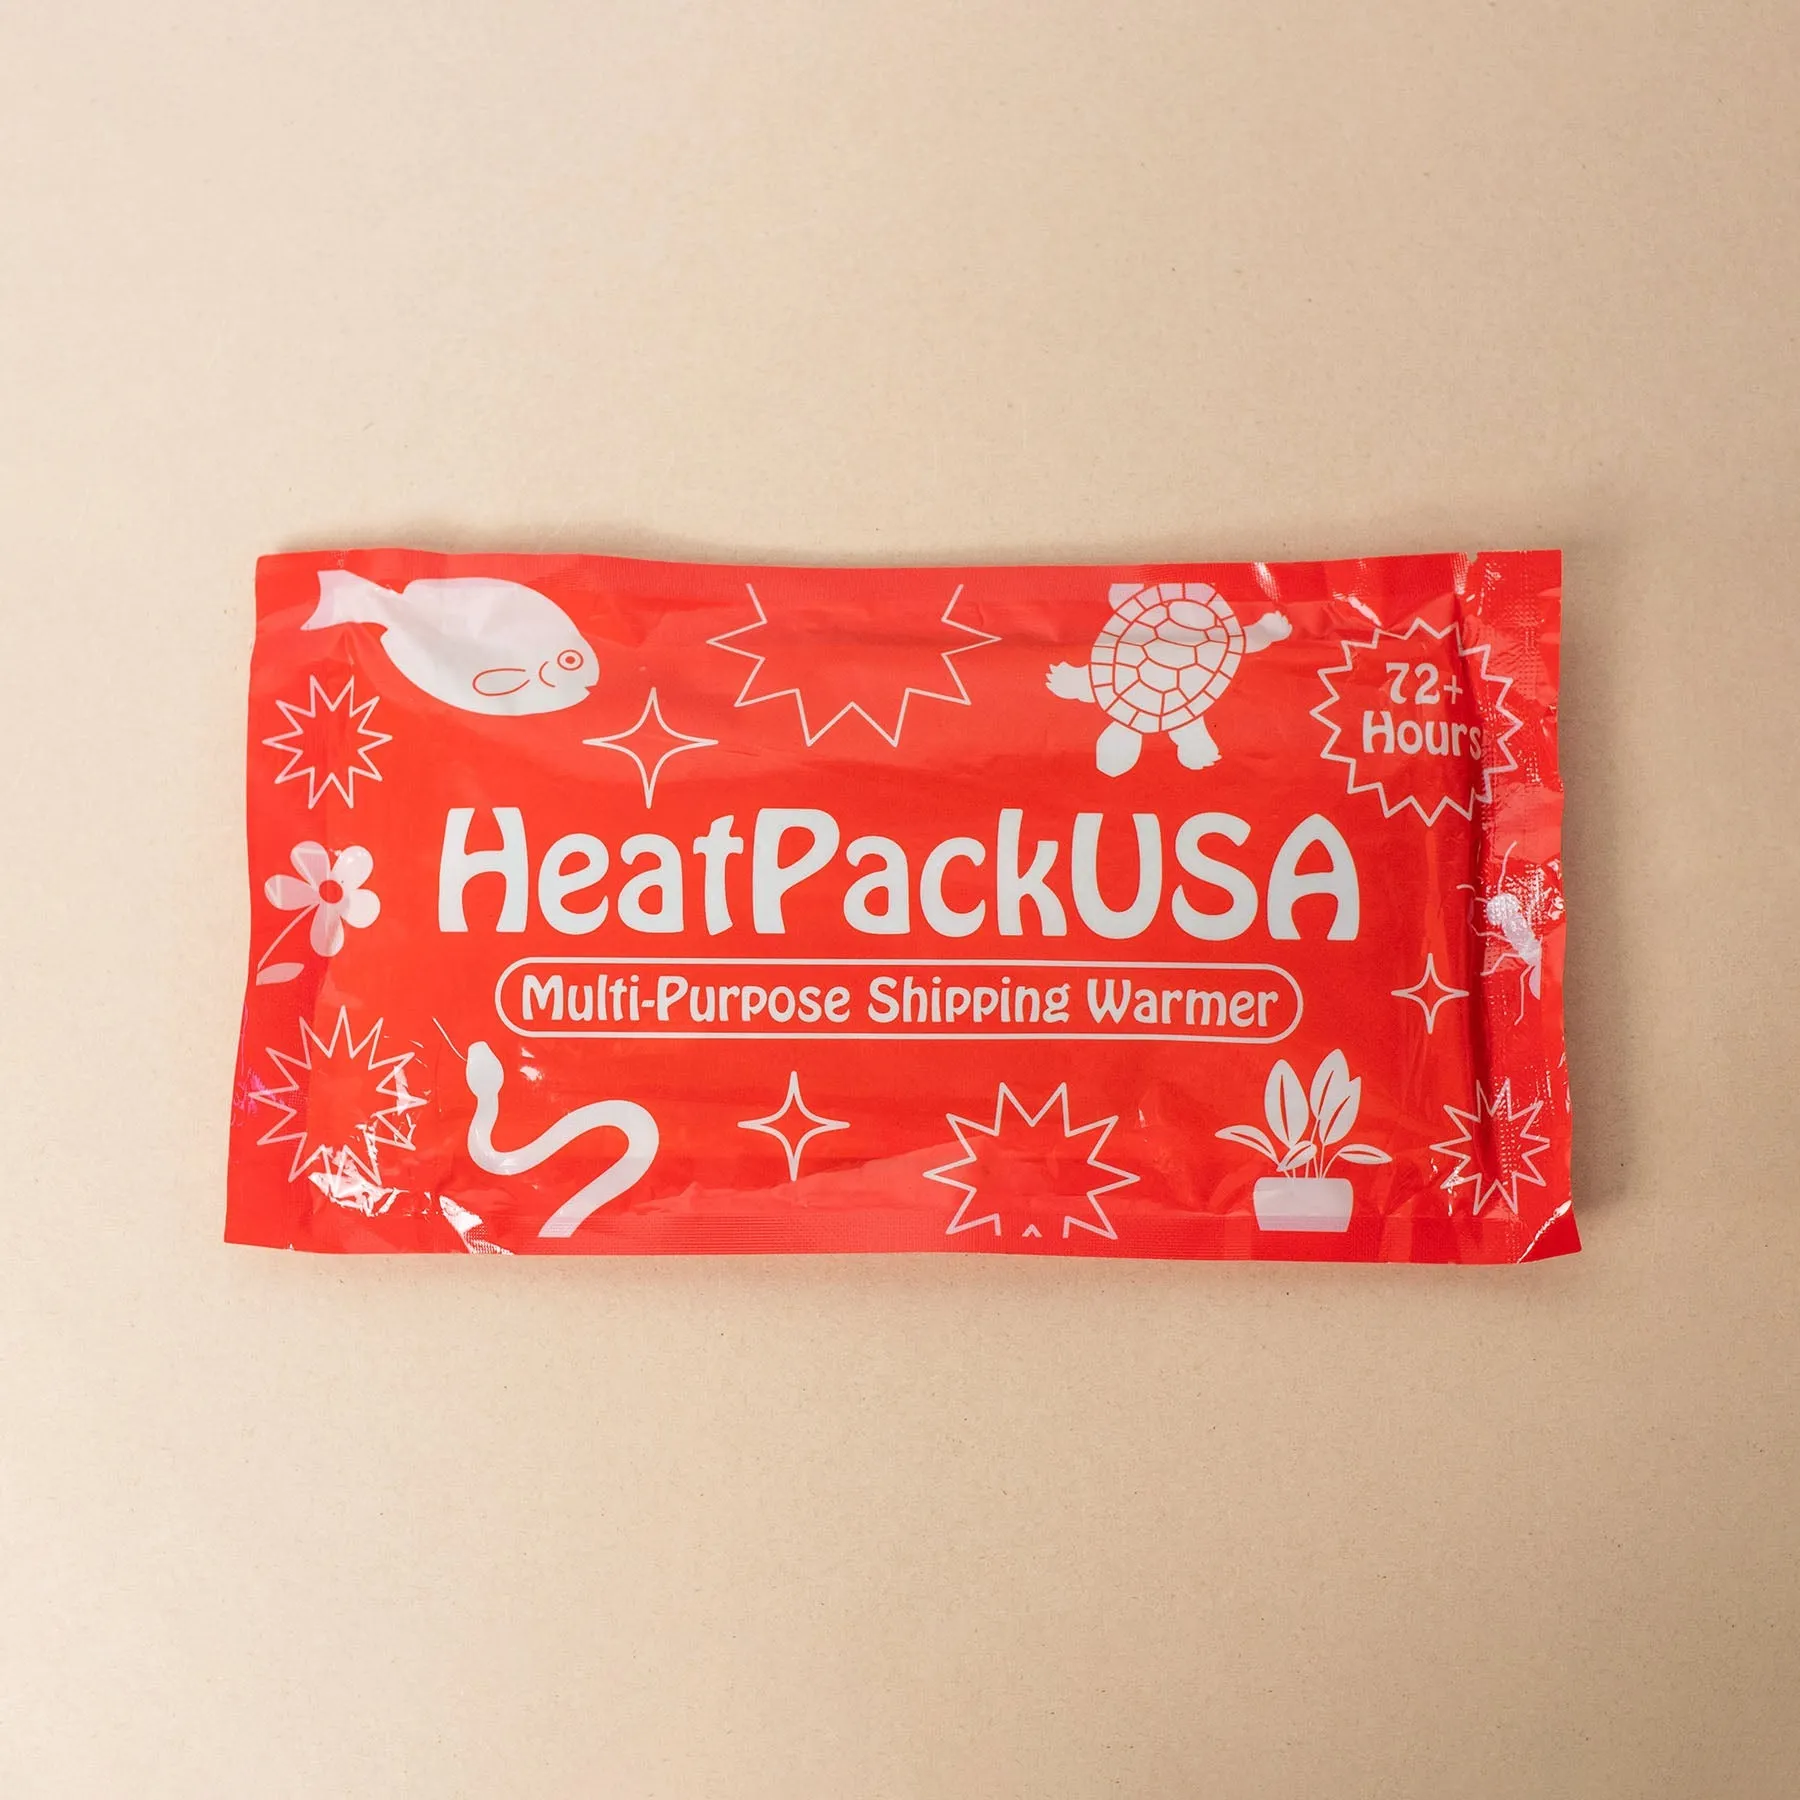 72+
Hours
HeatPackUSA
Multi-Purpose Shipping Warmer